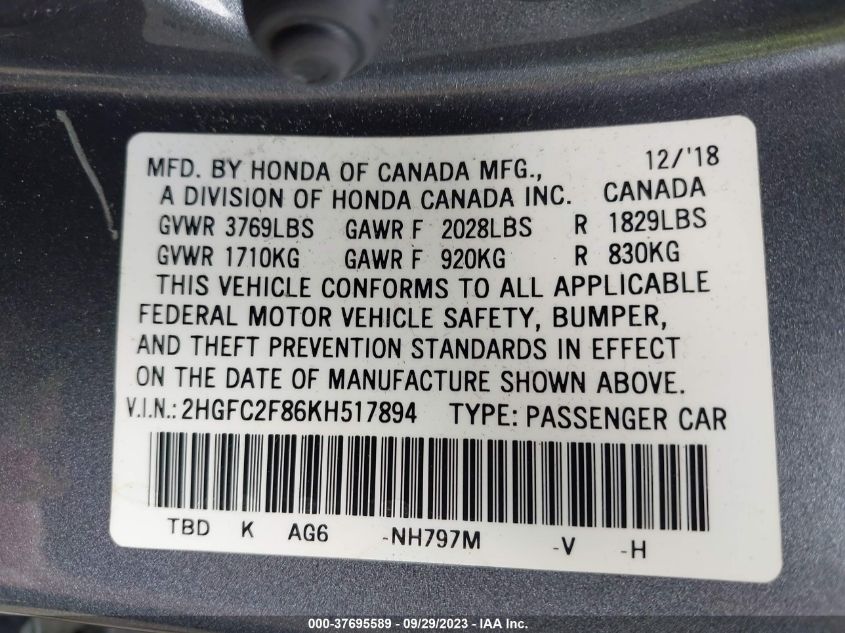 MFD. BY HONDA OF CANADA MFG., 12/'18
A DIVISION OF HONDA CANADA INC. CANADA
GVWR 3769LBS GAWR F 2028LBS R 1829LBS
GVWR 1710KG GAWR F 920KG R 830KG
THIS VEHICLE CONFORMS TO ALL APPLICABLE
FEDERAL MOTOR VEHICLE SAFETY, BUMPER,
AND THEFT PREVENTION STANDARDS IN EFFECT
ON THE DATE OF MANUFACTURE SHOWN ABOVE.
V.I.N.: 2HGFC2F86KH517894 TYPE: PASSENGER CAR
TBD K AG6 -NH797M -V -H
000-37695589 - 09/29/2023 - IAA Inc.